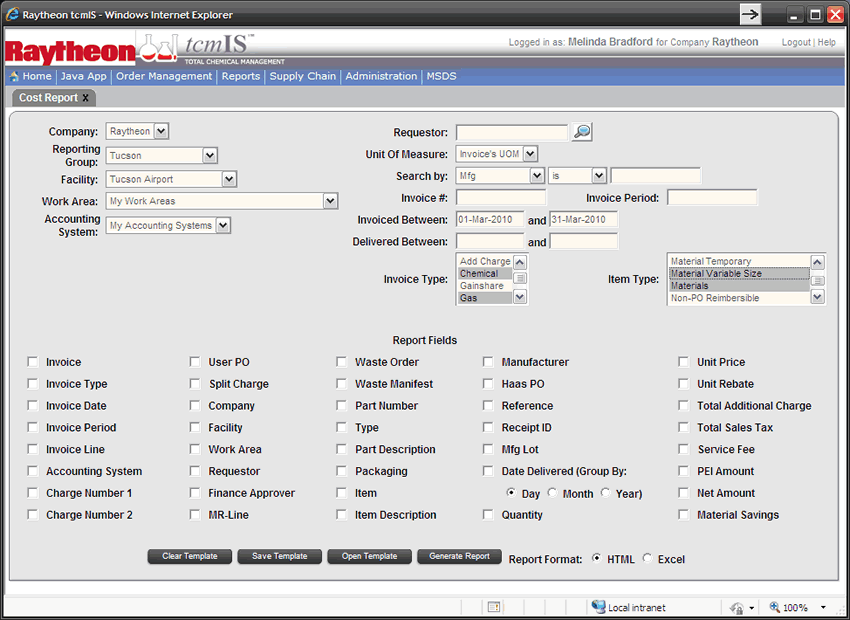 Raytheon tcmIS - Windows Internet Explorer
Raytheon tcmIS™ TOTAL CHEMICAL MANAGEMENT
Logged in as: Melinda Bradford for Company Raytheon Logout | Help
Home | Java App | Order Management | Reports | Supply Chain | Administration | MSDS
Cost Report x
Company: Raytheon
Reporting Group: Tucson
Facility: Tucson Airport
Work Area: My Work Areas
Accounting System: My Accounting Systems
Requestor:
Unit Of Measure: Invoice's UOM
Search by: Mfg is
Invoice #: Invoice Period:
Invoiced Between: 01-Mar-2010 and 31-Mar-2010
Delivered Between: and
Invoice Type: Add Charge
Chemical
Gainshare
Gas
Item Type: Material Temporary
Material Variable Size
Materials
Non-PO Reimbersible
Report Fields
Invoice User PO Waste Order Manufacturer Unit Price
Invoice Type Split Charge Waste Manifest Haas PO Unit Rebate
Invoice Date Company Part Number Reference Total Additional Charge
Invoice Period Facility Type Receipt ID Total Sales Tax
Invoice Line Work Area Part Description Mfg Lot Service Fee
Accounting System Requestor Packaging Date Delivered (Group By: PEI Amount
Charge Number 1 Finance Approver Item Day Month Year) Net Amount
Charge Number 2 MR-Line Item Description Quantity Material Savings
Clear Template Save Template Open Template Generate Report Report Format: HTML Excel
Local intranet 100%